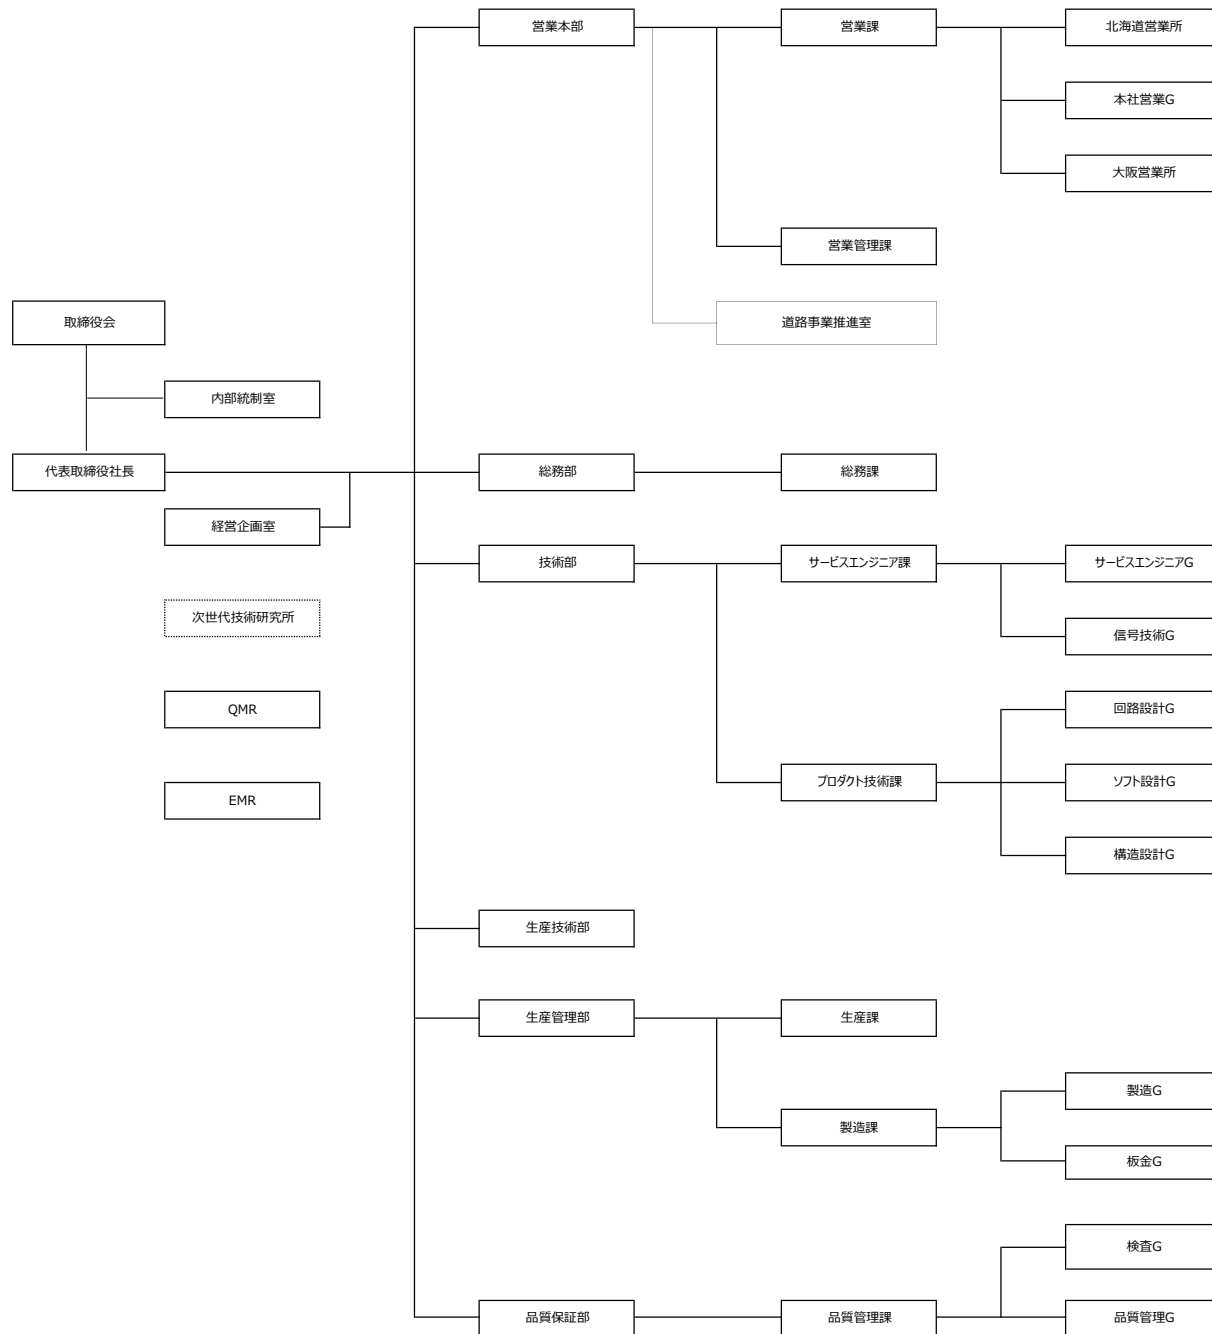 営業本部
営業課
北海道営業所
本社営業G
大阪営業所
営業管理課
道路事業推進室
取締役会
内部統制室
代表取締役社長
経営企画室
次世代技術研究所
QMR
EMR
総務部
総務課
技術部
サービスエンジニア課
サービスエンジニアG
信号技術G
プロダクト技術課
回路設計G
ソフト設計G
構造設計G
生産技術部
生産管理部
生産課
製造課
製造G
板金G
品質保証部
品質管理課
検査G
品質管理G